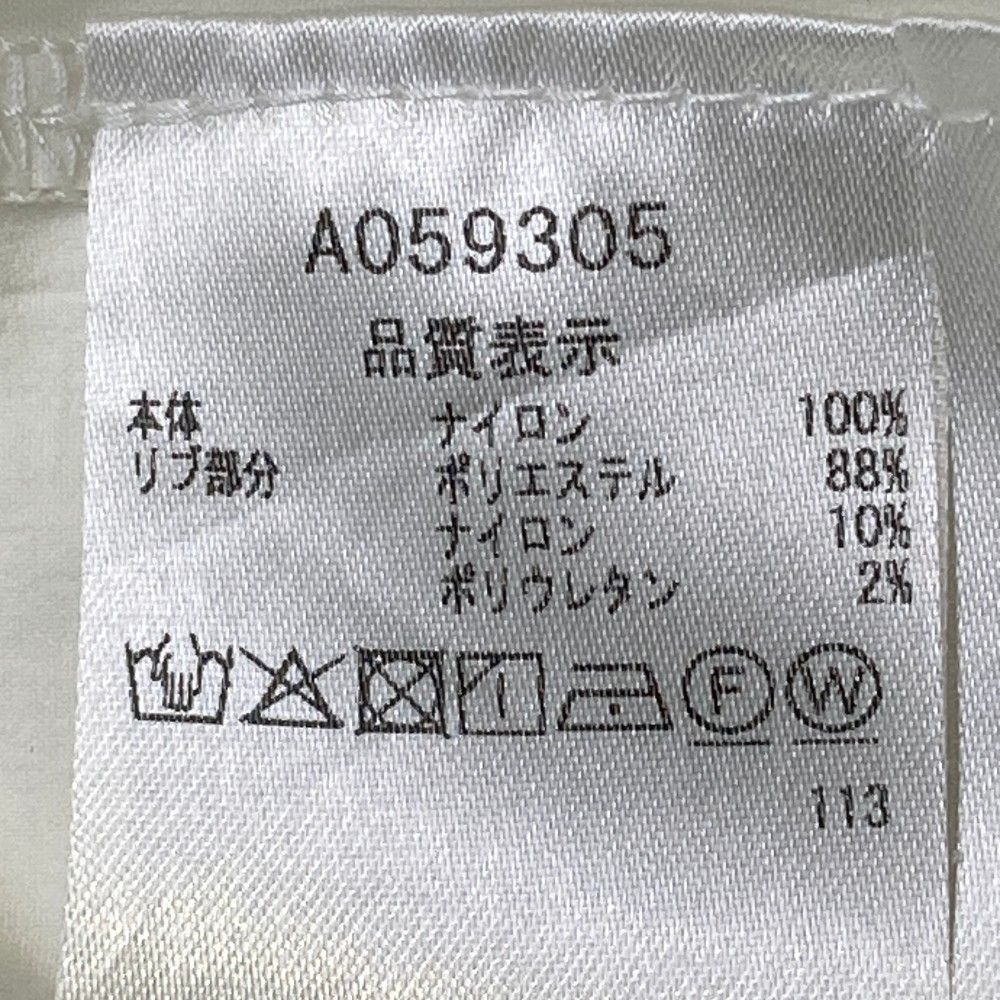 A059305
品質表示
本体 ナイロン 100%
リブ部分 ポリエステル 88%
ナイロン 10%
ポリウレタン 2%
F W
113